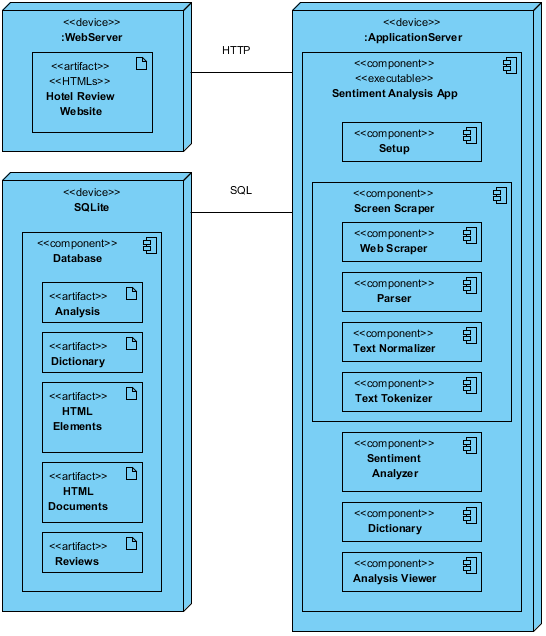 <<device>>
:WebServer
<<artifact>>
<<HTMLs>>
Hotel Review
Website
HTTP
<<device>>
SQLite
<<component>>
Database
<<artifact>>
Analysis
<<artifact>>
Dictionary
<<artifact>>
HTML
Elements
<<artifact>>
HTML
Documents
<<artifact>>
Reviews
SQL
<<device>>
:ApplicationServer
<<component>>
<<executable>>
Sentiment Analysis App
<<component>>
Setup
<<component>>
Screen Scraper
<<component>>
Web Scraper
<<component>>
Parser
<<component>>
Text Normalizer
<<component>>
Text Tokenizer
<<component>>
Sentiment
Analyzer
<<component>>
Dictionary
<<component>>
Analysis Viewer